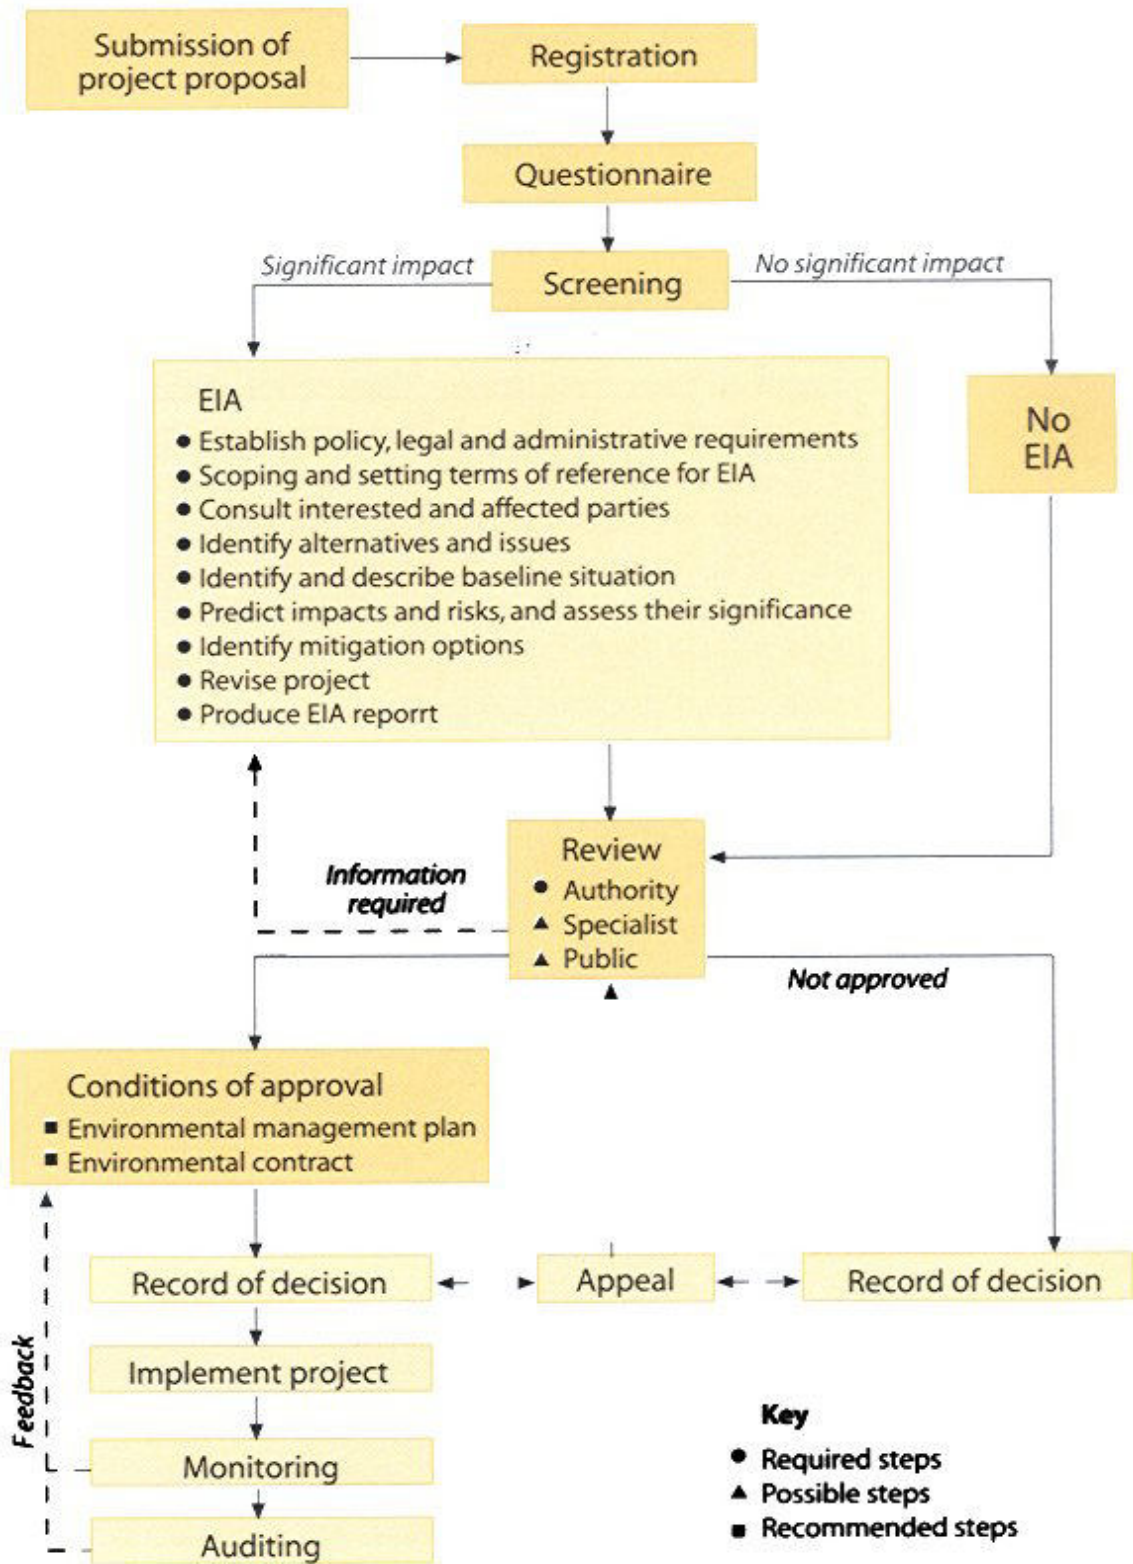 Submission of
project proposal
Registration
Questionnaire
Significant impact
Screening
No significant impact
EIA
● Establish policy, legal and administrative requirements
● Scoping and setting terms of reference for EIA
● Consult interested and affected parties
● Identify alternatives and issues
● Identify and describe baseline situation
● Predict impacts and risks, and assess their significance
● Identify mitigation options
● Revise project
● Produce EIA reporrt
No
EIA
Review
● Authority
▲ Specialist
▲ Public
Information
required
Not approved
Conditions of approval
■ Environmental management plan
■ Environmental contract
Record of decision
Appeal
Record of decision
Implement project
Monitoring
Auditing
Feedback
Key
● Required steps
▲ Possible steps
■ Recommended steps